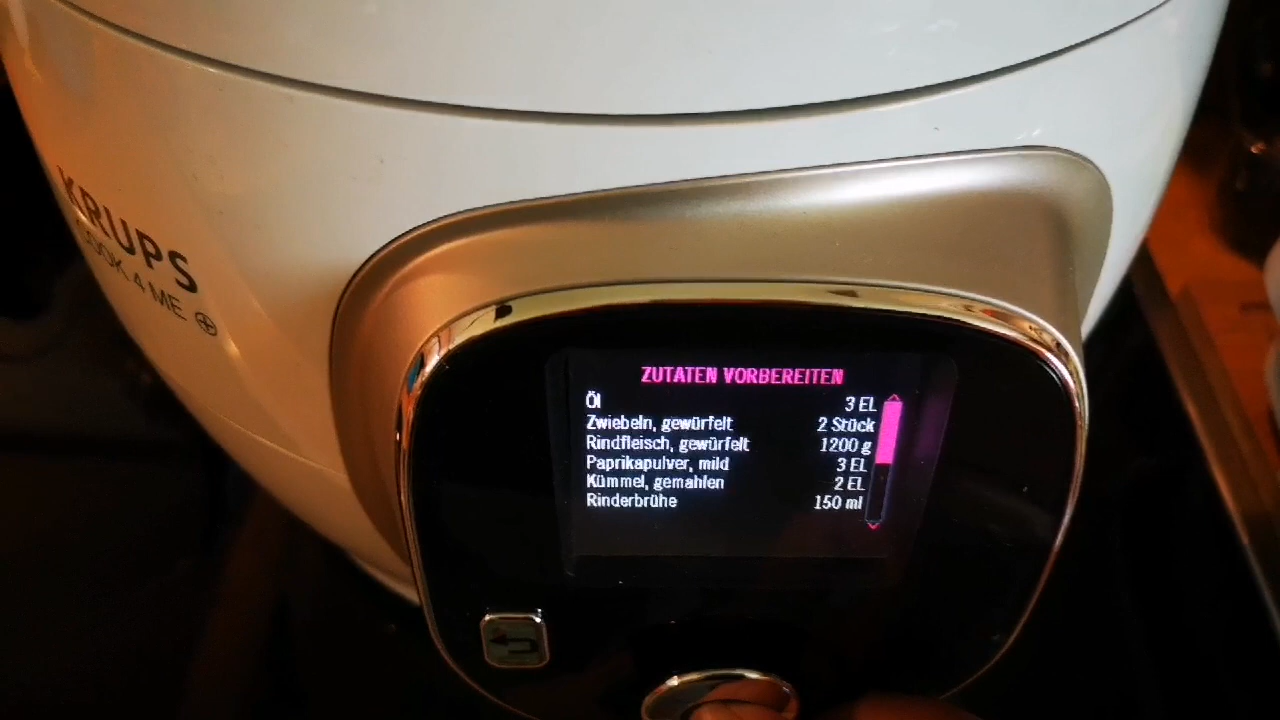 KRUPS
COOK 4 ME
ZUTATEN VORBEREITEN
Öl 3 EL
Zwiebeln, gewürfelt 2 Stück
Rindfleisch, gewürfelt 1200 g
Paprikapulver, mild 3 EL
Kümmel, gemahlen 2 EL
Rinderbrühe 150 ml